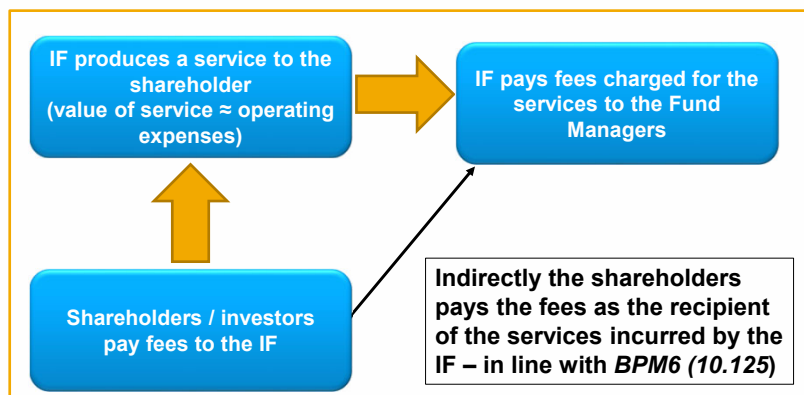 IF produces a service to the
shareholder
(value of service ≈ operating
expenses)
IF pays fees charged for the
services to the Fund
Managers
Shareholders / investors
pay fees to the IF
Indirectly the shareholders
pays the fees as the recipient
of the services incurred by the
IF – in line with BPM6 (10.125)